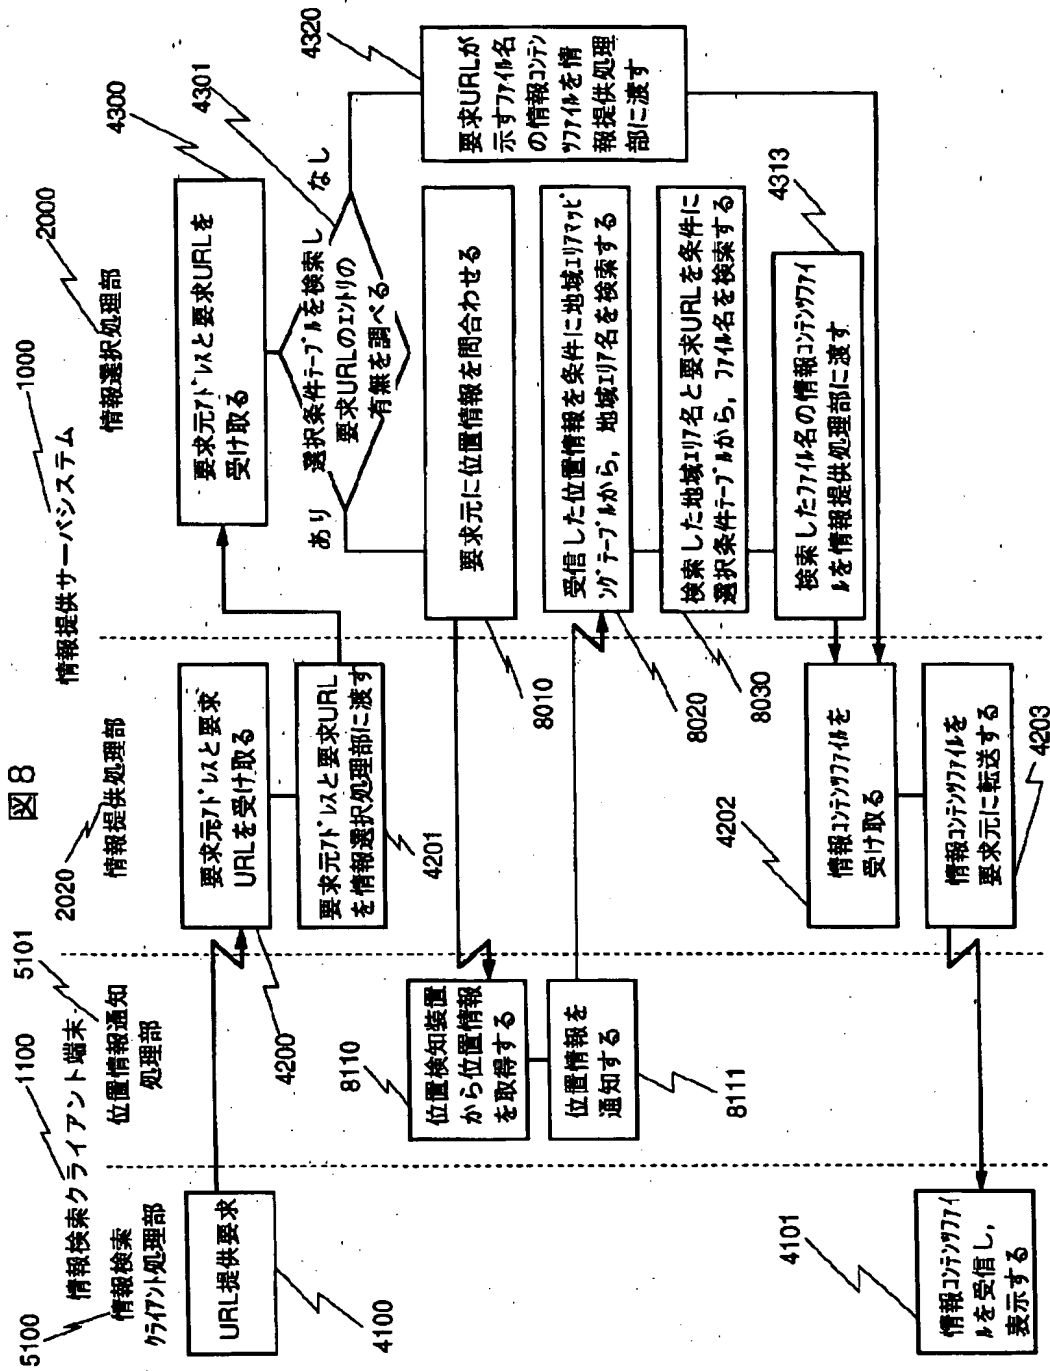 図8
5100
1100
情報検索クライアント端末
5101
2020
情報提供サーバシステム
1000
2000
情報検索
クライアント処理部
位置情報通知
処理部
情報提供処理部
情報選択処理部
URL提供要求
4100
要求元アドレスと要求
URLを受け取る
4200
要求元アドレスと要求URL
を情報選択処理部に渡す
4201
要求元アドレスと要求URLを
受け取る
4300
選択条件テーブルを検索し
要求URLのエントリの
有無を調べる
4301
あり
なし
要求URLが
示すファイル名
の情報コンテン
ツファイルを情
報提供処理
部に渡す
4320
要求元に位置情報を問合わせる
8010
位置検知装置
から位置情報
を取得する
8110
位置情報を
通知する
8111
受信した位置情報を条件に地域エリアマッピ
ングテーブルから,地域エリア名を検索する
8020
検索した地域エリア名と要求URLを条件に
選択条件テーブルから,ファイル名を検索する
8030
検索したファイル名の情報コンテンツファイ
ルを情報提供処理部に渡す
4313
情報コンテンツファイルを
受け取る
4202
情報コンテンツファイルを
要求元に転送する
4203
情報コンテンツファイ
ルを受信し,
表示する
4101